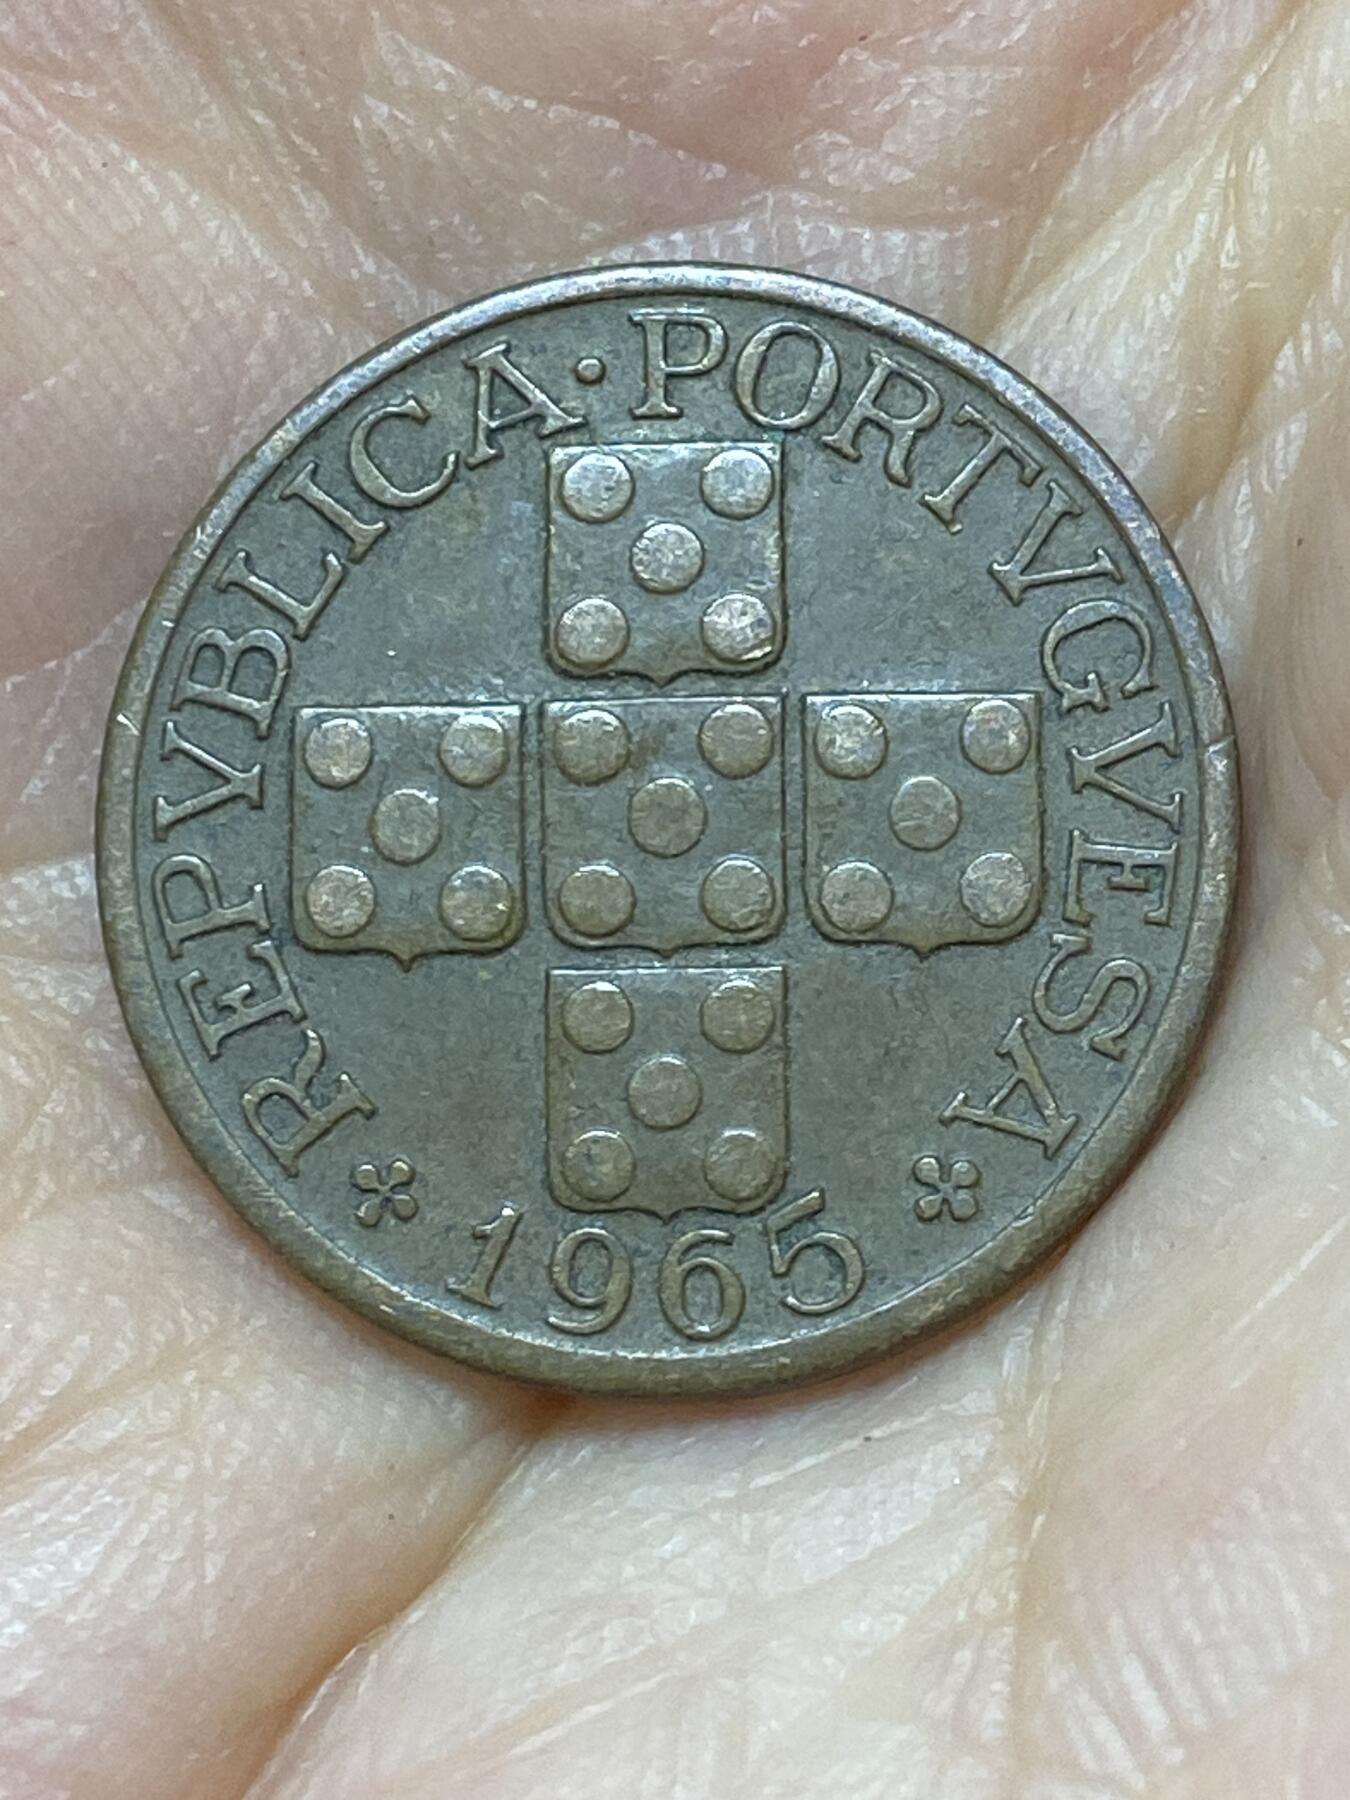 REPVBLICA · PORTVGVESA
1965